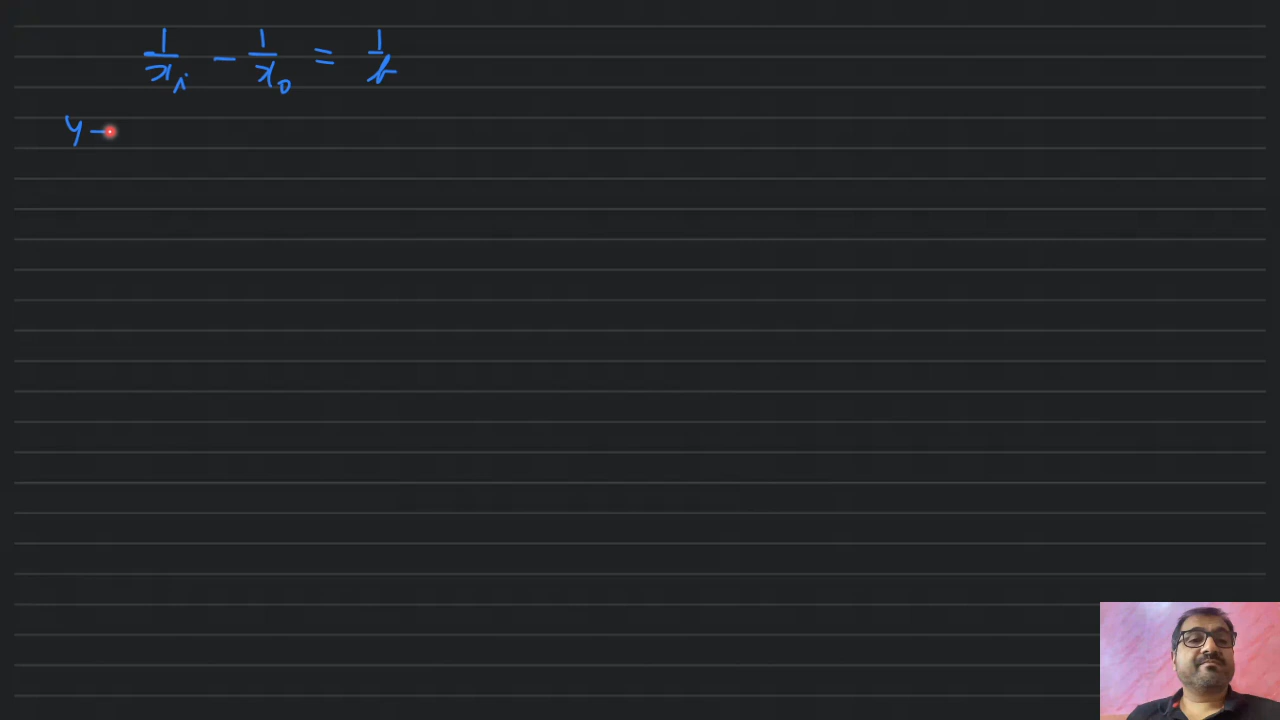 1/xᵢ - 1/x₀ = 1/f
y -